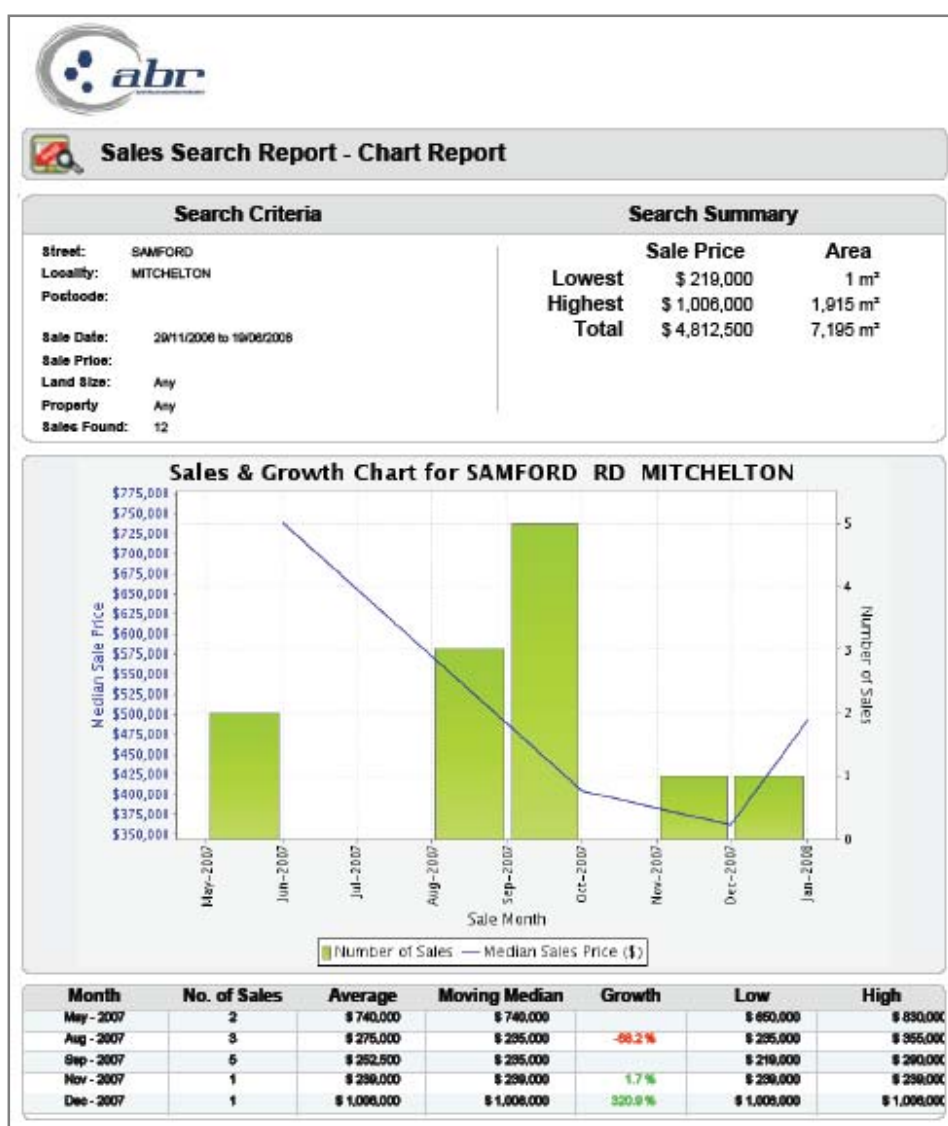 abr
Sales Search Report - Chart Report
Search Criteria
Street: SAMFORD
Locality: MITCHELTON
Postcode:
Sale Date: 29/11/2006 to 19/06/2008
Sale Price:
Land Size: Any
Property Any
Sales Found: 12
Search Summary
Sale Price Area
Lowest $ 219,000 1 m²
Highest $ 1,006,000 1,915 m²
Total $ 4,812,500 7,195 m²
Sales & Growth Chart for SAMFORD RD MITCHELTON
Median Sale Price
$775,000
$750,000
$725,000
$700,000
$675,000
$650,000
$625,000
$600,000
$575,000
$550,000
$525,000
$500,000
$475,000
$450,000
$425,000
$400,000
$375,000
$350,000
5
4
3
2
1
0
Number of Sales
May-2007
Jun-2007
Jul-2007
Aug-2007
Sep-2007
Oct-2007
Nov-2007
Dec-2007
Jan-2008
Sale Month
Number of Sales — Median Sales Price ($)
Month No. of Sales Average Moving Median Growth Low High
May - 2007 2 $ 740,000 $ 740,000 $ 650,000 $ 830,000
Aug - 2007 3 $ 275,000 $ 235,000 -68.2 % $ 235,000 $ 355,000
Sep - 2007 5 $ 252,500 $ 235,000 $ 219,000 $ 290,000
Nov - 2007 1 $ 239,000 $ 239,000 1.7 % $ 239,000 $ 239,000
Dec - 2007 1 $ 1,006,000 $ 1,006,000 320.9 % $ 1,006,000 $ 1,006,000